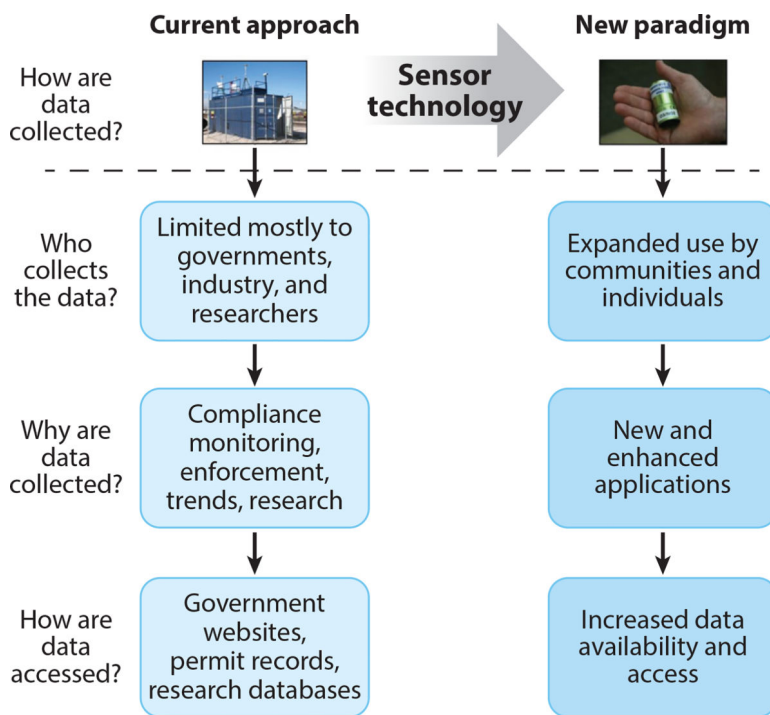 Current approach
New paradigm
How are
data
collected?
Sensor
technology
Who
collects
the data?
Limited mostly to
governments,
industry, and
researchers
Expanded use by
communities and
individuals
Why are
data
collected?
Compliance
monitoring,
enforcement,
trends, research
New and
enhanced
applications
How are
data
accessed?
Government
websites,
permit records,
research databases
Increased data
availability and
access